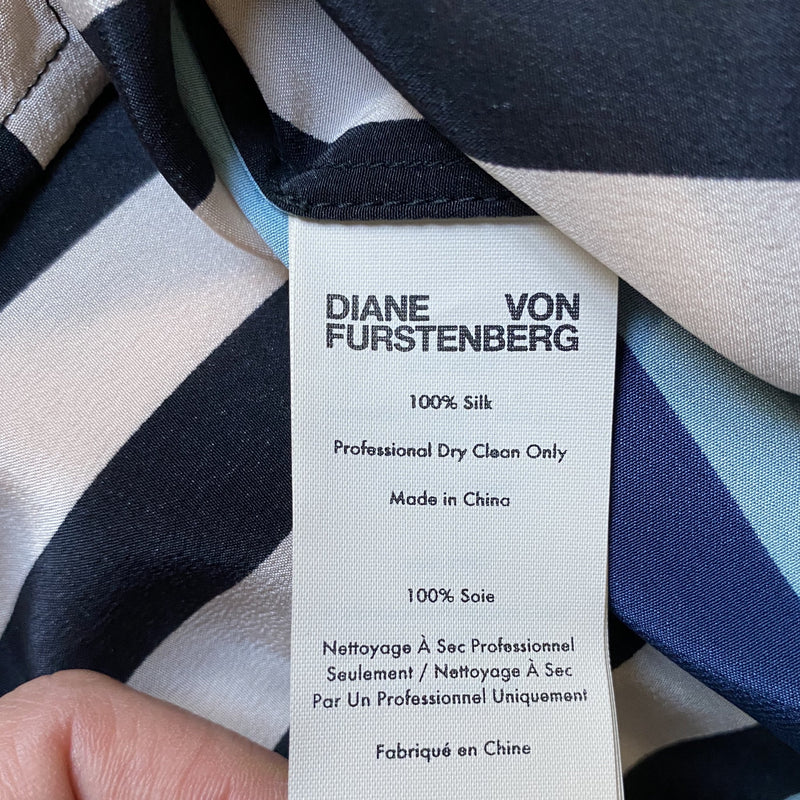 DIANE VON
FURSTENBERG
100% Silk
Professional Dry Clean Only
Made in China
100% Soie
Nettoyage À Sec Professionnel
Seulement / Nettoyage À Sec
Par Un Professionnel Uniquement
Fabriqué en Chine